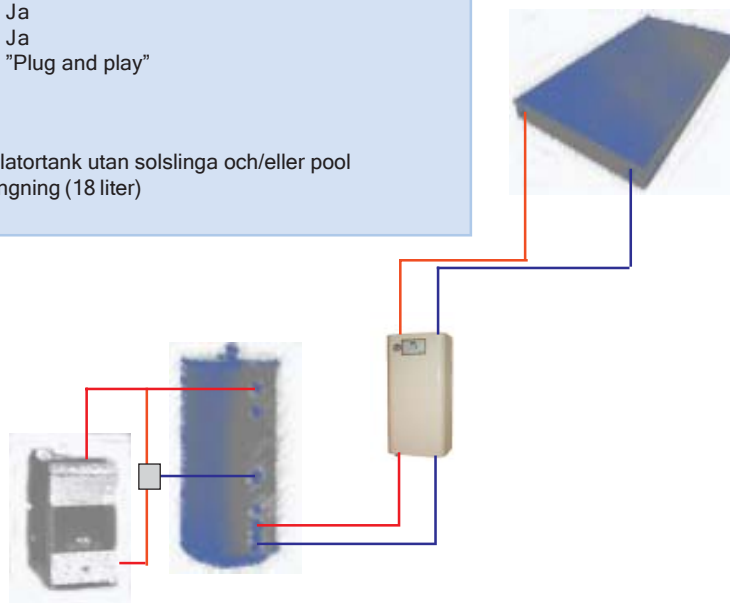 Ja
Ja
”Plug and play”
latortank utan solslinga och/eller pool
ngning (18 liter)